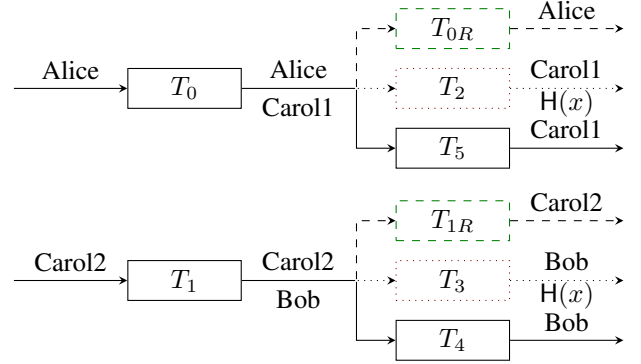 Alice
T0R
Alice T0 Alice T2 Carol1
Carol1 H(x)
T5 Carol1
Carol2
T1R
Carol2 T1 Carol2 T3 Bob
Bob H(x)
T4 Bob